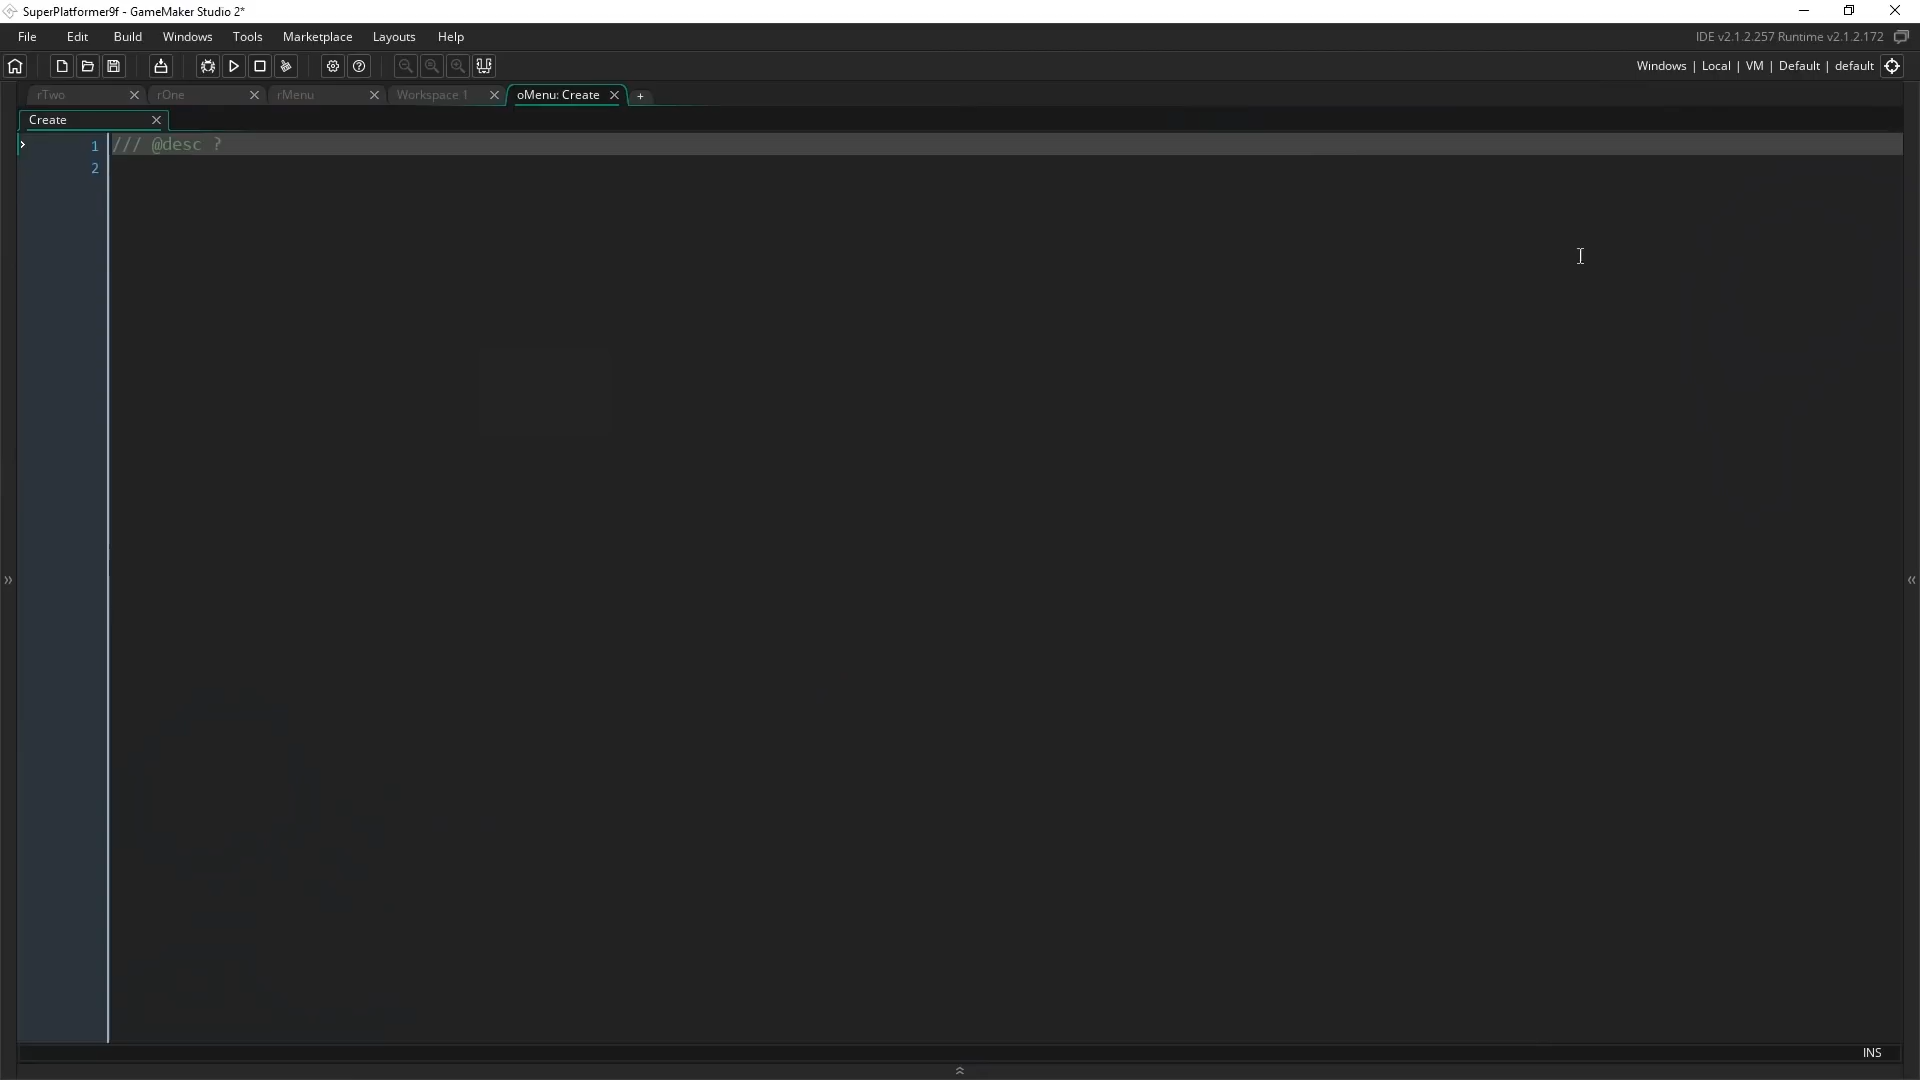 SuperPlatformer9f - GameMaker Studio 2*
File Edit Build Windows Tools Marketplace Layouts Help
IDE v2.1.2.257 Runtime v2.1.2.172
Windows | Local | VM | Default | default
rTwo rOne rMenu Workspace 1 oMenu: Create
Create
1 /// @desc ?
2
INS